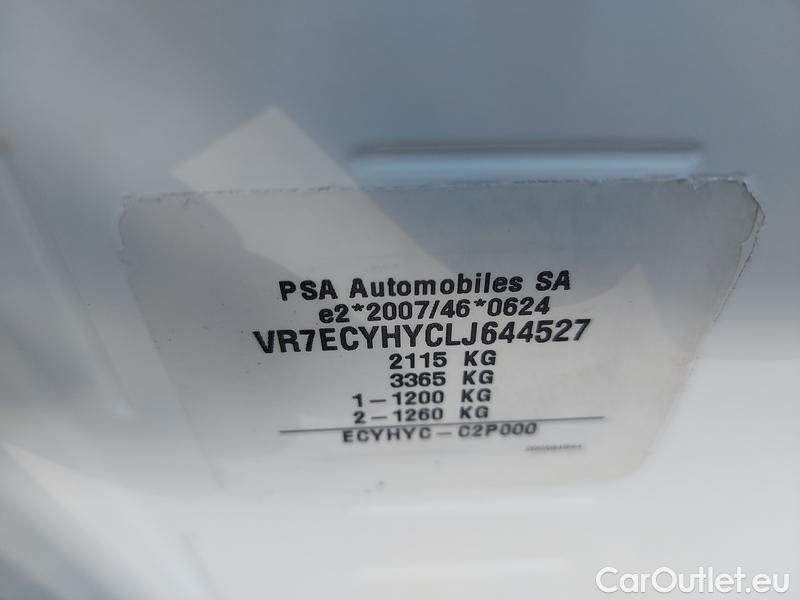 PSA Automobiles SA
e2*2007/46*0624
VR7ECYHYCLJ644527
2115 KG
3365 KG
1-1200 KG
2-1260 KG
ECYHYC-C2P000
CarOutlet.eu